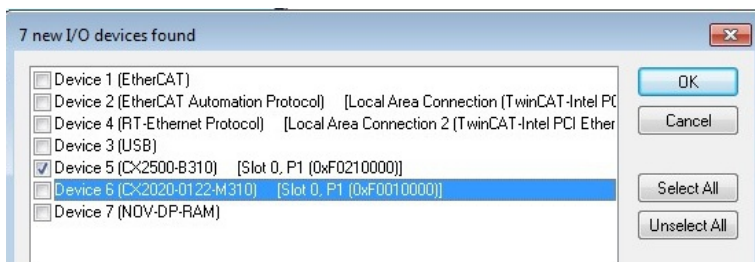 7 new I/O devices found
Device 1 (EtherCAT)
Device 2 (EtherCAT Automation Protocol) [Local Area Connection (TwinCAT-Intel PC
Device 4 (RT-Ethernet Protocol) [Local Area Connection 2 (TwinCAT-Intel PCI Ether
Device 3 (USB)
Device 5 (CX2500-B310) [Slot 0, P1 (0xF0210000)]
Device 6 (CX2020-0122-M310) [Slot 0, P1 (0xF0010000)]
Device 7 (NOV-DP-RAM)
OK
Cancel
Select All
Unselect All